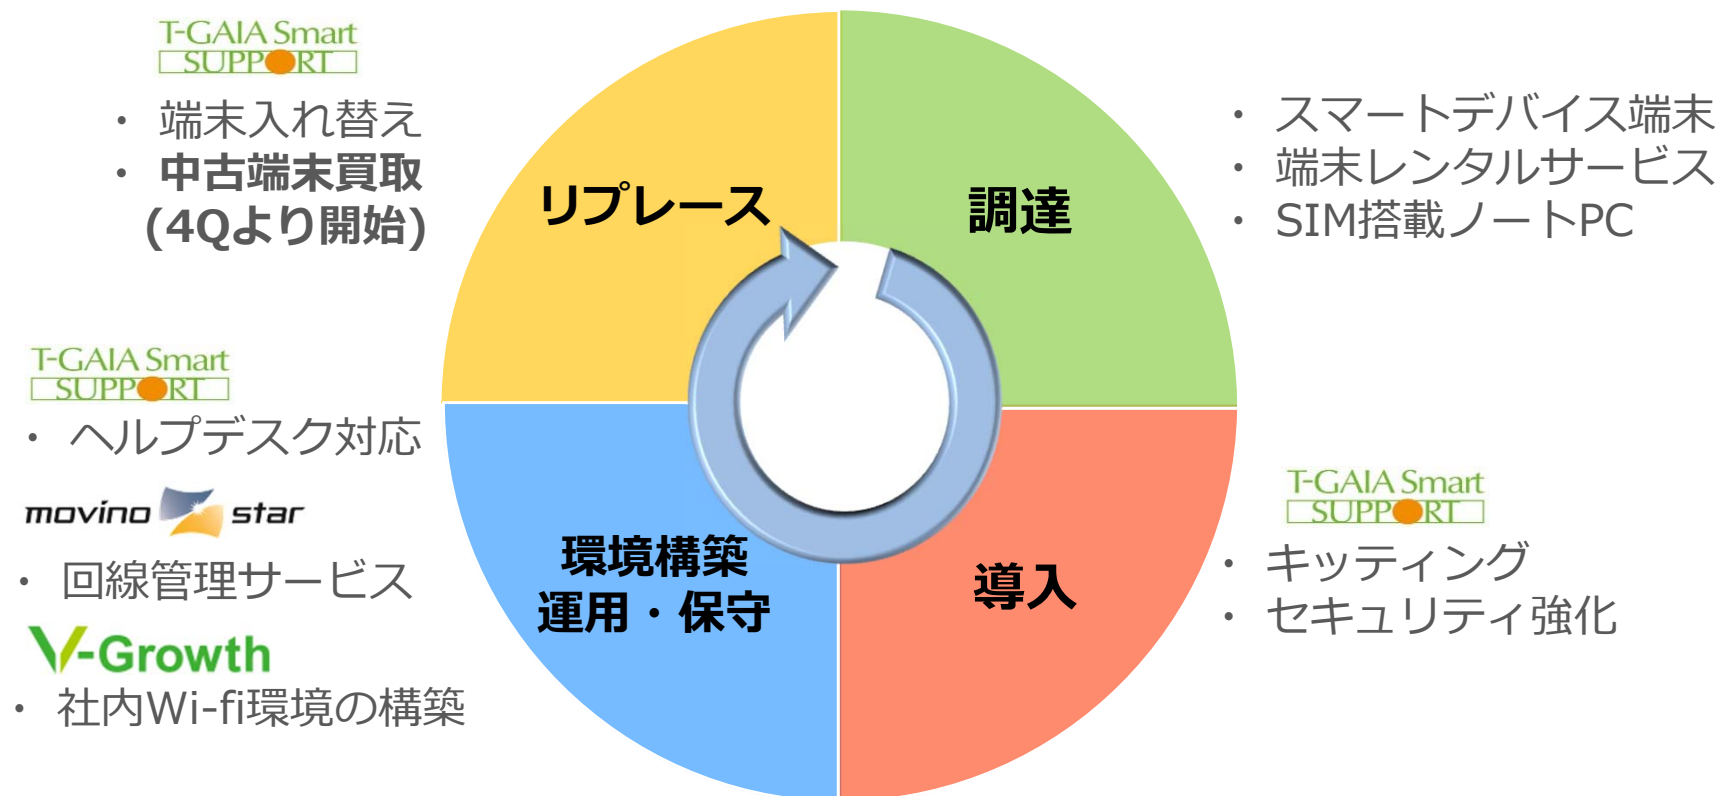 T-GAIA Smart
SUPPORT
・ 端末入れ替え
・ 中古端末買取
(4Qより開始)
リプレース
調達
・ スマートデバイス端末
・ 端末レンタルサービス
・ SIM搭載ノートPC
T-GAIA Smart
SUPPORT
・ ヘルプデスク対応
movino star
・ 回線管理サービス
V-Growth
・ 社内Wi-fi環境の構築
環境構築
運用・保守
導入
T-GAIA Smart
SUPPORT
・ キッティング
・ セキュリティ強化